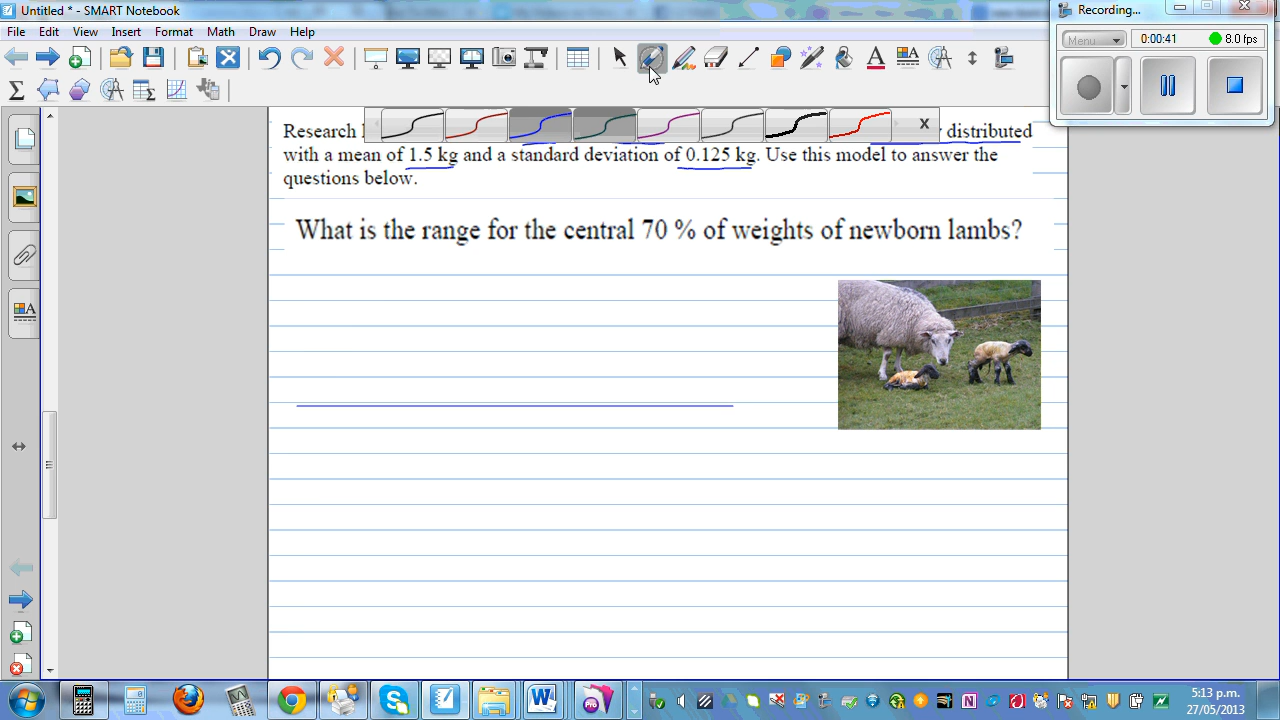 Untitled * - SMART Notebook
Recording...
File Edit View Insert Format Math Draw Help
Menu
0:00:41
8.0 fps
A
A
Σ
Research
x
distributed
with a mean of 1.5 kg and a standard deviation of 0.125 kg. Use this model to answer the
questions below.
What is the range for the central 70 % of weights of newborn lambs?
5:13 p.m.
27/05/2013